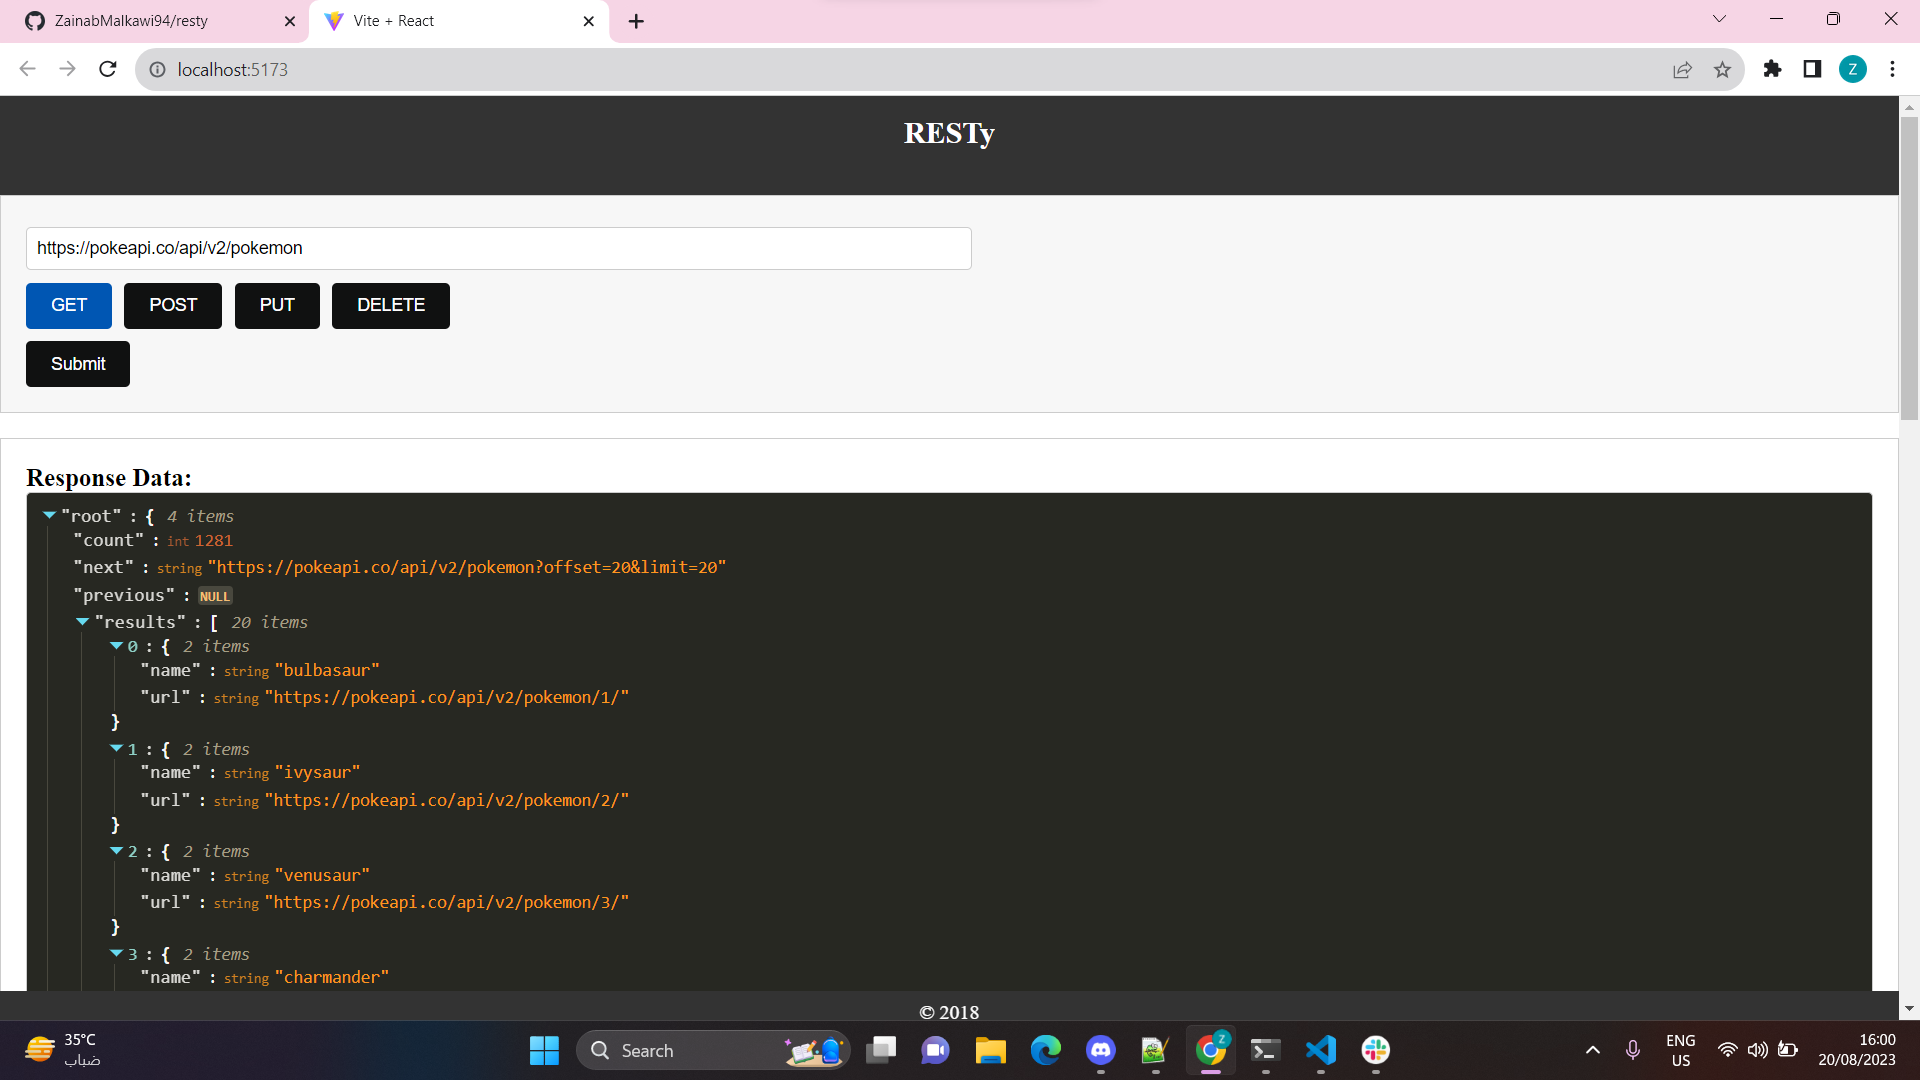 ZainabMalkawi94/resty
Vite + React
localhost:5173
Z
RESTy
https://pokeapi.co/api/v2/pokemon
GET POST PUT DELETE
Submit
Response Data:
"root" : { 4 items
"count" : int 1281
"next" : string "https://pokeapi.co/api/v2/pokemon?offset=20&limit=20"
"previous" : NULL
"results" : [ 20 items
0 : { 2 items
"name" : string "bulbasaur"
"url" : string "https://pokeapi.co/api/v2/pokemon/1/"
}
1 : { 2 items
"name" : string "ivysaur"
"url" : string "https://pokeapi.co/api/v2/pokemon/2/"
}
2 : { 2 items
"name" : string "venusaur"
"url" : string "https://pokeapi.co/api/v2/pokemon/3/"
}
3 : { 2 items
"name" : string "charmander"
© 2018
35°C
ضباب
Search
Z
ENG
US
16:00
20/08/2023